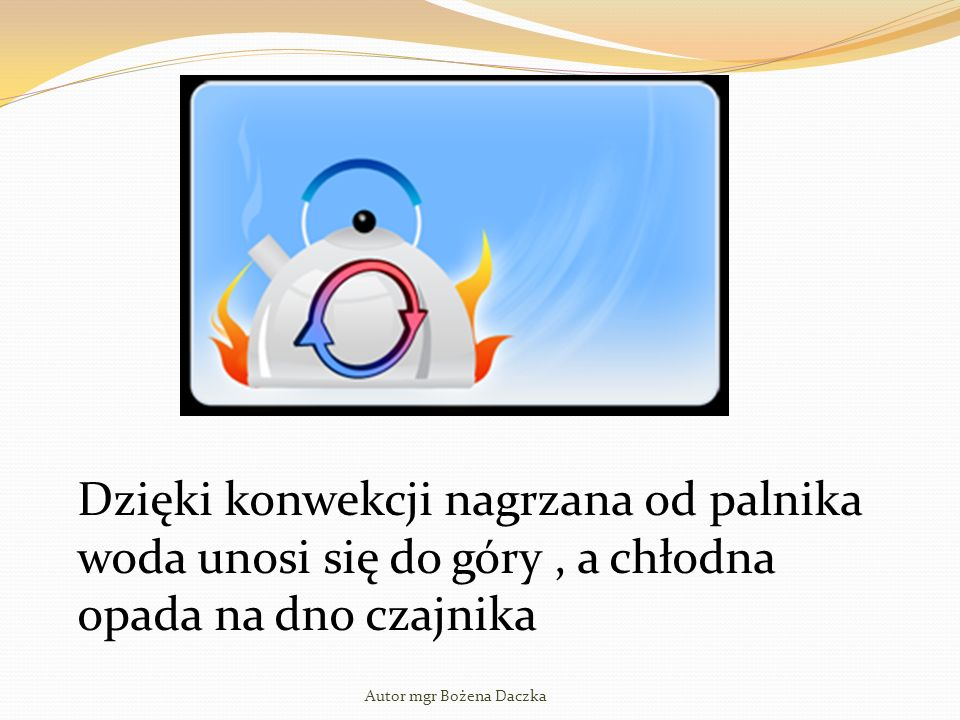 Dzięki konwekcji nagrzana od palnika
woda unosi się do góry , a chłodna
opada na dno czajnika
Autor mgr Bożena Daczka